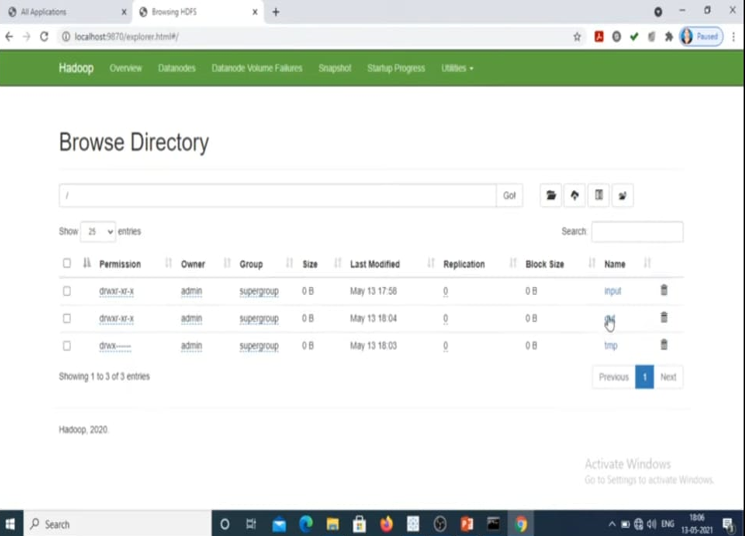 All Applications × Browsing HDFS × +
localhost:9870/explorer.html#/ Paused
Hadoop Overview Datanodes Datanode Volume Failures Snapshot Startup Progress Utilities
Browse Directory
/ Go!
Show 25 entries Search:
Permission Owner Group Size Last Modified Replication Block Size Name
drwxr-xr-x admin supergroup 0 B May 13 17:58 0 0 B input
drwxr-xr-x admin supergroup 0 B May 13 18:04 0 0 B
drwx------ admin supergroup 0 B May 13 18:03 0 0 B tmp
Showing 1 to 3 of 3 entries Previous 1 Next
Hadoop, 2020.
Activate Windows
Go to Settings to activate Windows.
Search ENG 18:06
13-05-2021